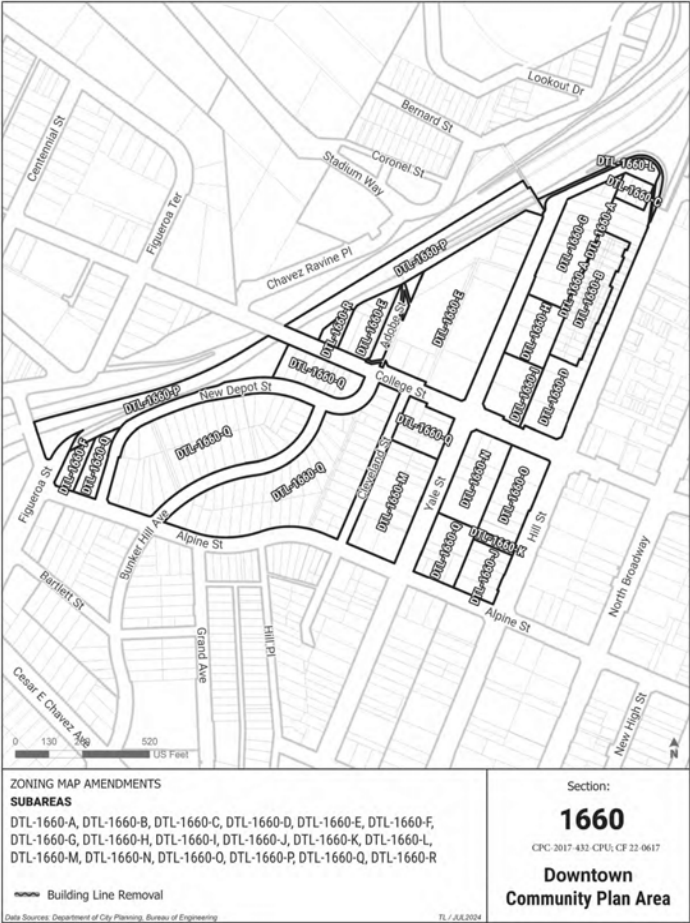 Lookout Dr
Bernard St
Centennial St
Coronel St
Stadium Way
DTL-1660-L
DTL-1660-C
Figueroa Ter
DTL-1660-A
DTL-1660-G
Chavez Ravine Pl
DTL-1660-P
DTL-1660-A
DTL-1660-B
DTL-1660-R
DTL-1660-E
Adobe St
DTL-1660-E
DTL-1660-H
DTL-1660-Q
College St
DTL-1660-I
DTL-1660-D
DTL-1660-P
New Depot St
DTL-1660-Q
DTL-1660-F
DTL-1660-Q
DTL-1660-Q
Cleveland St
DTL-1660-M
Yale St
DTL-1660-H
DTL-1660-O
Figueroa St
Bunker Hill Ave
Alpine St
DTL-1660-K
DTL-1660-J
Hill St
Alpine St
North Broadway
Bartlett St
Grand Ave
Hill Pl
Cesar E Chavez Ave
New High St
0 130 520
US Feet
N
ZONING MAP AMENDMENTS
SUBAREAS
DTL-1660-A, DTL-1660-B, DTL-1660-C, DTL-1660-D, DTL-1660-E, DTL-1660-F,
DTL-1660-G, DTL-1660-H, DTL-1660-I, DTL-1660-J, DTL-1660-K, DTL-1660-L,
DTL-1660-M, DTL-1660-N, DTL-1660-O, DTL-1660-P, DTL-1660-Q, DTL-1660-R
Building Line Removal
Data Sources: Department of City Planning, Bureau of Engineering
TL / JUL2024
Section:
1660
CPC-2017-432-CPU; CF 22-0617
Downtown
Community Plan Area